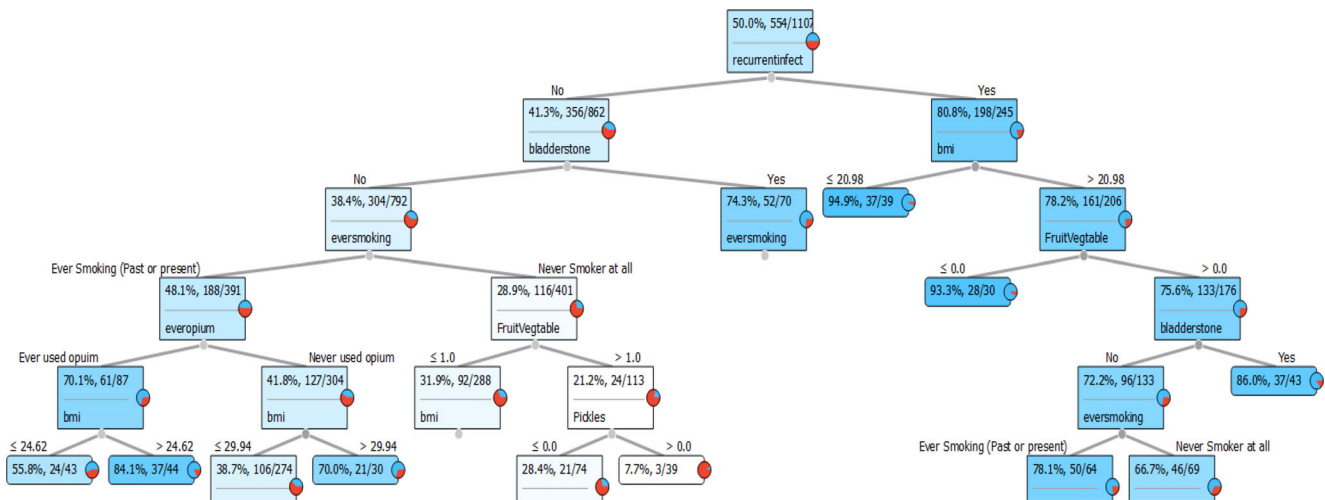 50.0%, 554/1107
recurrentinfect
No
Yes
41.3%, 356/862
bladderstone
80.8%, 198/245
bmi
No
Yes
≤ 20.98
> 20.98
38.4%, 304/792
eversmoking
74.3%, 52/70
eversmoking
94.9%, 37/39
78.2%, 161/206
FruitVegtable
Ever Smoking (Past or present)
Never Smoker at all
≤ 0.0
> 0.0
48.1%, 188/391
everopium
28.9%, 116/401
FruitVegtable
93.3%, 28/30
75.6%, 133/176
bladderstone
Ever used opuim
Never used opium
≤ 1.0
> 1.0
No
Yes
70.1%, 61/87
bmi
41.8%, 127/304
bmi
31.9%, 92/288
bmi
21.2%, 24/113
Pickles
72.2%, 96/133
eversmoking
86.0%, 37/43
≤ 24.62
> 24.62
≤ 29.94
> 29.94
≤ 0.0
> 0.0
Ever Smoking (Past or present)
Never Smoker at all
55.8%, 24/43
84.1%, 37/44
38.7%, 106/274
70.0%, 21/30
28.4%, 21/74
7.7%, 3/39
78.1%, 50/64
66.7%, 46/69